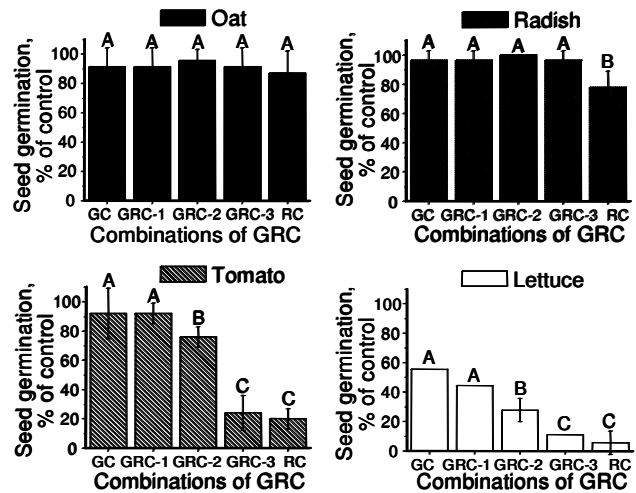 Oat
Seed germination,
% of control
100
80
60
40
20
0
A A A A A
GC GRC-1 GRC-2 GRC-3 RC
Combinations of GRC
Radish
Seed germination,
% of control
100
80
60
40
20
0
A A A A B
GC GRC-1 GRC-2 GRC-3 RC
Combinations of GRC
Tomato
Seed germination,
% of control
100
80
60
40
20
0
A A B C C
GC GRC-1 GRC-2 GRC-3 RC
Combinations of GRC
Lettuce
Seed germination,
% of control
100
80
60
40
20
0
A A B C C
GC GRC-1 GRC-2 GRC-3 RC
Combinations of GRC